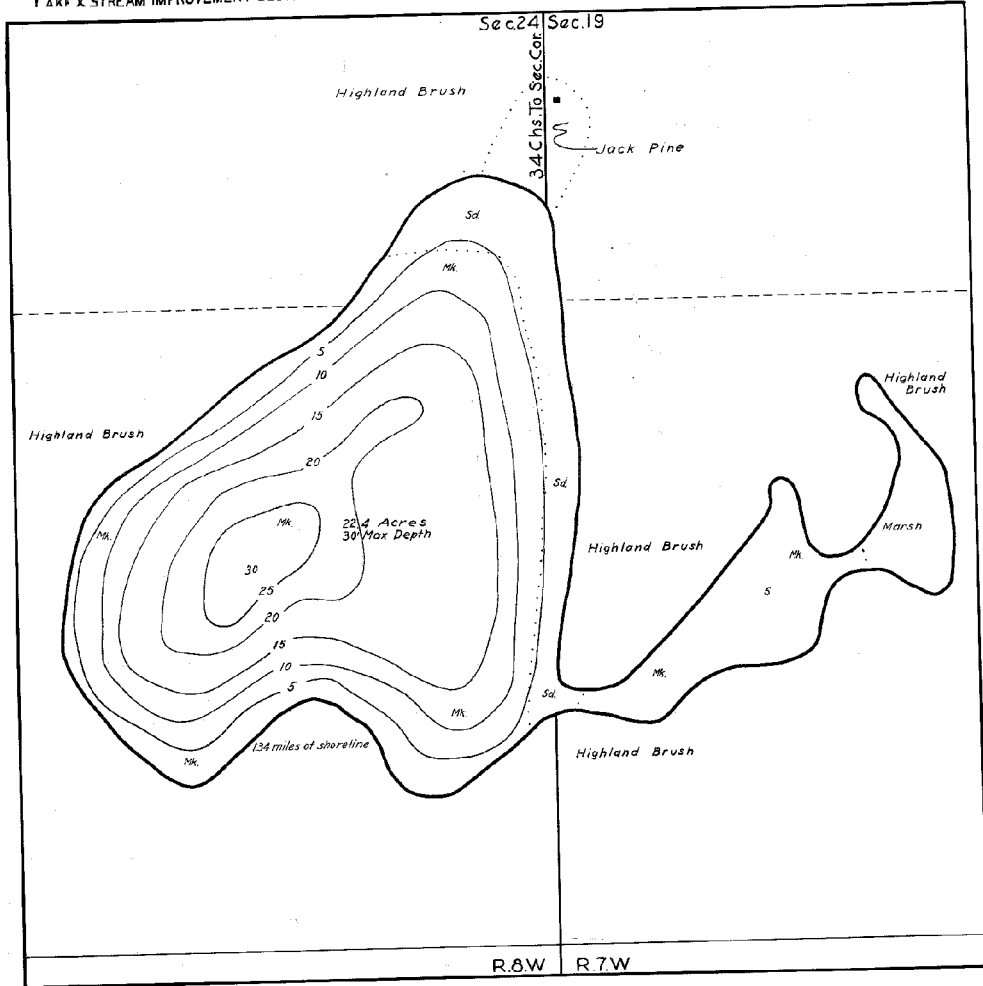 LAKE & STREAM IMPROVEMENT
Sec.24 Sec.19
34 Chs. To Sec. Cor.
Highland Brush
Jack Pine
Sd.
Mk.
5
10
15
20
Highland Brush
Highland Brush
Marsh
Mk.
Mk.
22.4 Acres
30' Max Depth
Sd.
Highland Brush
Mk.
5
30
25
20
15
10
5
Mk.
Sd.
Mk.
1.34 miles of shoreline
Mk.
Highland Brush
R.8.W R.7.W